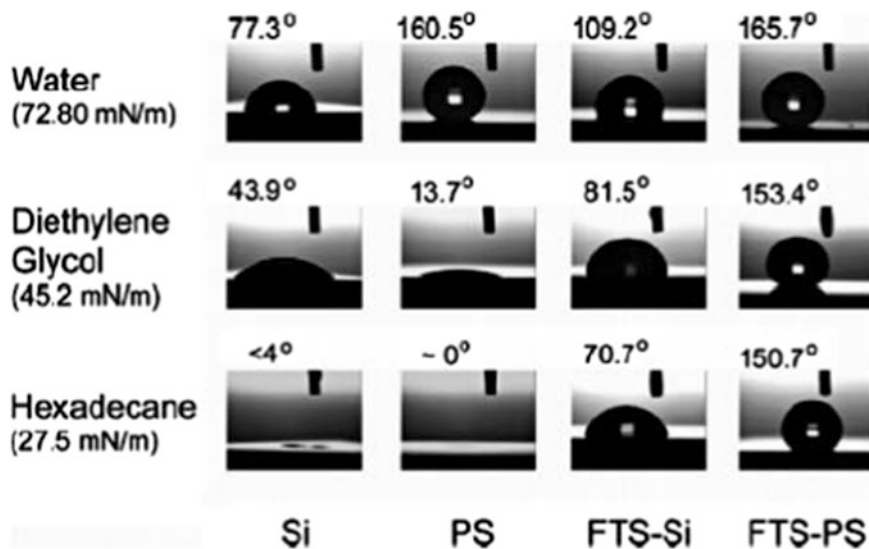 77.3° 160.5° 109.2° 165.7°
Water
(72.80 mN/m)
43.9° 13.7° 81.5° 153.4°
Diethylene
Glycol
(45.2 mN/m)
<4° ~ 0° 70.7° 150.7°
Hexadecane
(27.5 mN/m)
Si PS FTS-Si FTS-PS